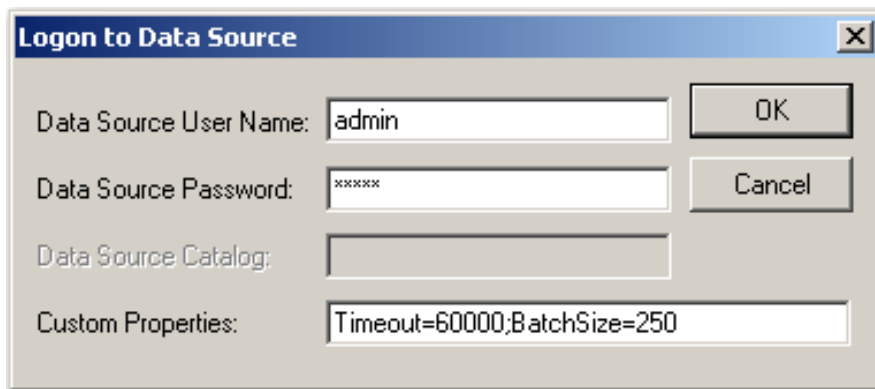 Logon to Data Source
Data Source User Name: admin
OK
Data Source Password: *****
Cancel
Data Source Catalog:
Custom Properties: Timeout=60000;BatchSize=250